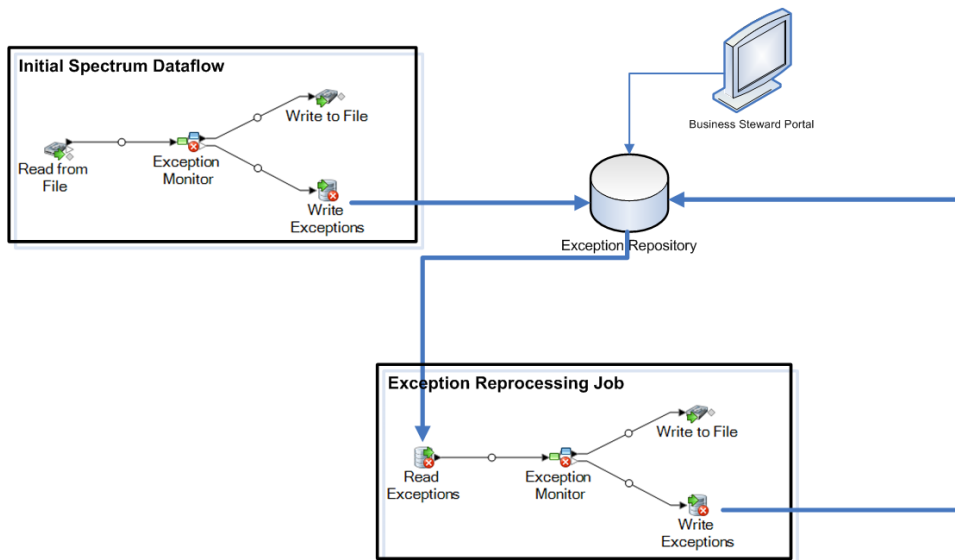 Initial Spectrum Dataflow
Write to File
Read from
File
Exception
Monitor
Write
Exceptions
Business Steward Portal
Exception Repository
Exception Reprocessing Job
Write to File
Read
Exceptions
Exception
Monitor
Write
Exceptions